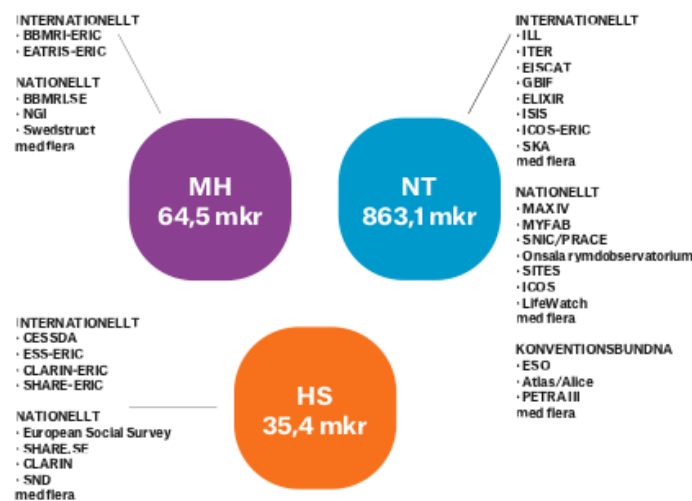 INTERNATIONELLT
· BBMRI-ERIC
· EATRIS-ERIC
NATIONELLT
· BBMRI.SE
· NGI
· Swedstruct
med flera
MH
64,5 mkr
INTERNATIONELLT
· ILL
· ITER
· EISCAT
· GBIF
· ELIXIR
· ISIS
· ICOS-ERIC
· SKA
med flera
NATIONELLT
· MAX IV
· MYFAB
· SNIC/PRACE
· Onsala rymdobservatorium
· SITES
· ICOS
· LifeWatch
med flera
KONVENTIONSBUNDNA
· ESO
· Atlas/Alice
· PETRA III
med flera
NT
863,1 mkr
INTERNATIONELLT
· CESSDA
· ESS-ERIC
· CLARIN-ERIC
· SHARE-ERIC
NATIONELLT
· European Social Survey
· SHARE.SE
· CLARIN
· SND
med flera
HS
35,4 mkr